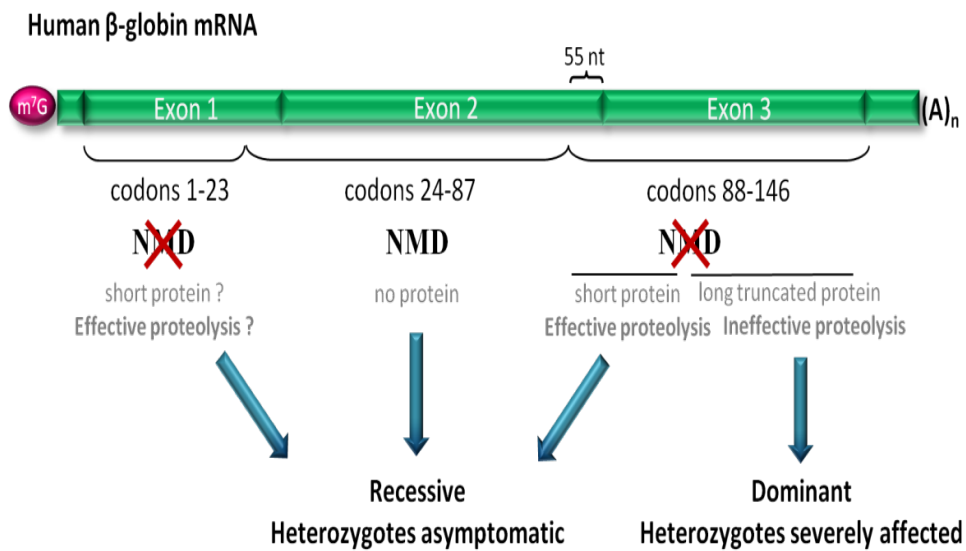 Human β-globin mRNA
55 nt
m⁷G Exon 1 Exon 2 Exon 3 (A)ₙ
codons 1-23 codons 24-87 codons 88-146
NMD NMD NMD
short protein ? no protein short protein long truncated protein
Effective proteolysis ? Effective proteolysis Ineffective proteolysis
Recessive Dominant
Heterozygotes asymptomatic Heterozygotes severely affected